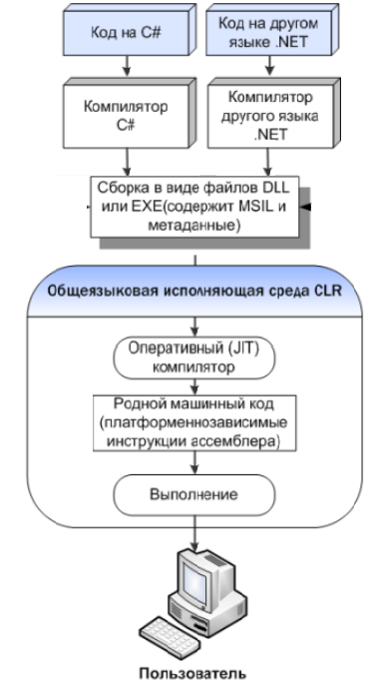 Код на C#
Код на другом
языке .NET
Компилятор
C#
Компилятор
другого языка
.NET
Сборка в виде файлов DLL
или EXE(содержит MSIL и
метаданные)
Общеязыковая исполняющая среда CLR
Оперативный (JIT)
компилятор
Родной машинный код
(платформеннозависимые
инструкции ассемблера)
Выполнение
Пользователь